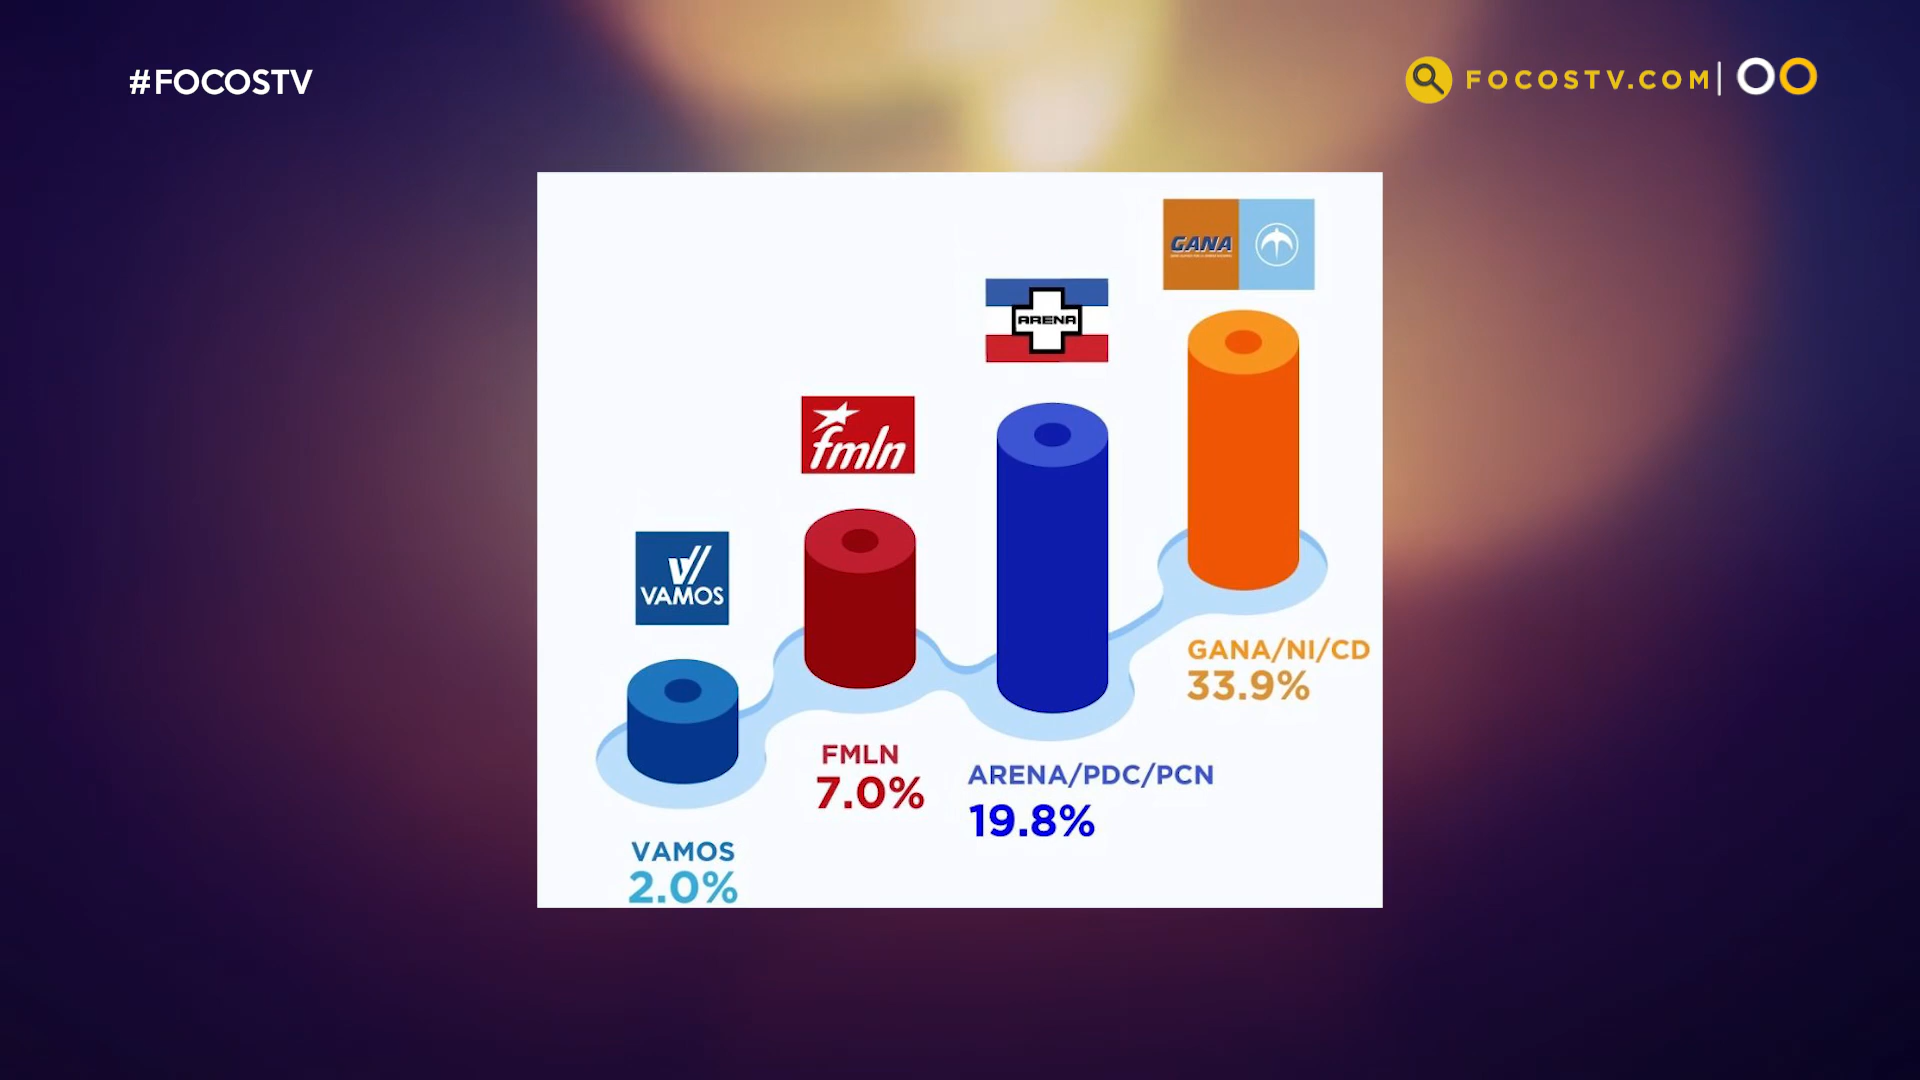 #FOCOSTV
FOCOSTV.COM
GANA
ARENA
fmln
VAMOS
GANA/NI/CD
33.9%
FMLN
7.0%
ARENA/PDC/PCN
19.8%
VAMOS
2.0%